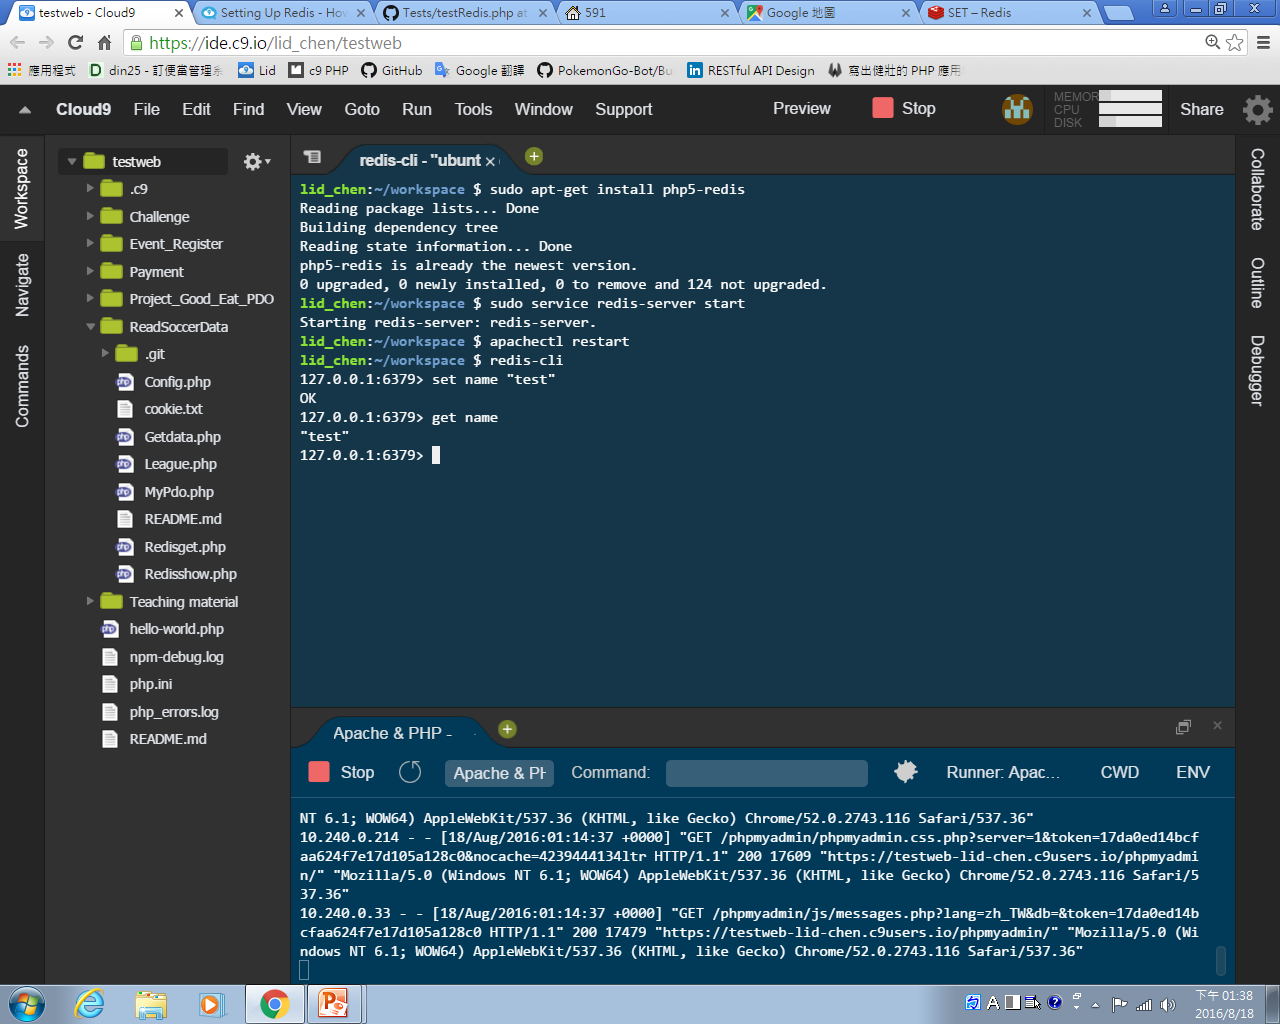 testweb - Cloud9
Setting Up Redis - Ho
Tests/testRedis.php at
591
Google 地圖
SET – Redis
https://ide.c9.io/lid_chen/testweb
應用程式
din25 - 訂便當管理系
Lid
c9 PHP
GitHub
Google 翻譯
PokemonGo-Bot/Bu
RESTful API Design
寫出健壯的 PHP 應用
Cloud9 File Edit Find View Goto Run Tools Window Support
Preview
Stop
MEMOR
CPU
DISK
Share
Workspace
Navigate
Commands
testweb
.c9
Challenge
Event_Register
Payment
Project_Good_Eat_PDO
ReadSoccerData
.git
Config.php
cookie.txt
Getdata.php
League.php
MyPdo.php
README.md
Redisget.php
Redisshow.php
Teaching material
hello-world.php
npm-debug.log
php.ini
php_errors.log
README.md
redis-cli - "ubunt
lid_chen:~/workspace $ sudo apt-get install php5-redis
Reading package lists... Done
Building dependency tree
Reading state information... Done
php5-redis is already the newest version.
0 upgraded, 0 newly installed, 0 to remove and 124 not upgraded.
lid_chen:~/workspace $ sudo service redis-server start
Starting redis-server: redis-server.
lid_chen:~/workspace $ apachectl restart
lid_chen:~/workspace $ redis-cli
127.0.0.1:6379> set name "test"
OK
127.0.0.1:6379> get name
"test"
127.0.0.1:6379>
Collaborate
Outline
Debugger
Apache & PHP -
Stop
Apache & PH
Command:
Runner: Apac...
CWD
ENV
NT 6.1; WOW64) AppleWebKit/537.36 (KHTML, like Gecko) Chrome/52.0.2743.116 Safari/537.36"
10.240.0.214 - - [18/Aug/2016:01:14:37 +0000] "GET /phpmyadmin/phpmyadmin.css.php?server=1&token=17da0ed14bcf
aa624f7e17d105a128c0&nocache=4239444134ltr HTTP/1.1" 200 17609 "https://testweb-lid-chen.c9users.io/phpmyadmi
n/" "Mozilla/5.0 (Windows NT 6.1; WOW64) AppleWebKit/537.36 (KHTML, like Gecko) Chrome/52.0.2743.116 Safari/5
37.36"
10.240.0.33 - - [18/Aug/2016:01:14:37 +0000] "GET /phpmyadmin/js/messages.php?lang=zh_TW&db=&token=17da0ed14b
cfaa624f7e17d105a128c0 HTTP/1.1" 200 17479 "https://testweb-lid-chen.c9users.io/phpmyadmin/" "Mozilla/5.0 (Wi
ndows NT 6.1; WOW64) AppleWebKit/537.36 (KHTML, like Gecko) Chrome/52.0.2743.116 Safari/537.36"
A
下午 01:38
2016/8/18